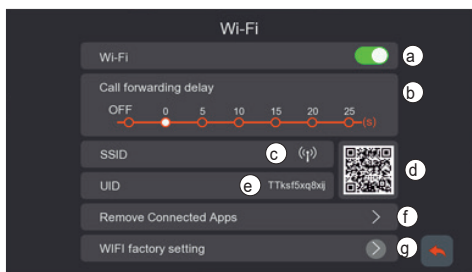 Wi-Fi
Wi-Fi a
Call forwarding delay b
OFF 0 5 10 15 20 25
(s)
SSID c d
UID e TTksf5xq8xij
Remove Connected Apps f
WIFI factory setting g